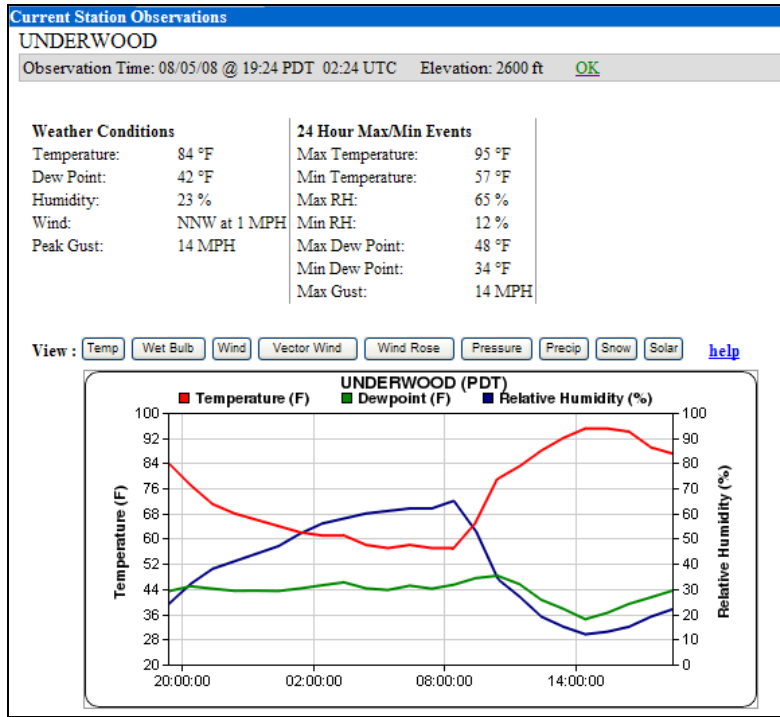 Current Station Observations
UNDERWOOD
Observation Time: 08/05/08 @ 19:24 PDT 02:24 UTC Elevation: 2600 ft OK
Weather Conditions
Temperature: 84 °F
Dew Point: 42 °F
Humidity: 23 %
Wind: NNW at 1 MPH
Peak Gust: 14 MPH
24 Hour Max/Min Events
Max Temperature: 95 °F
Min Temperature: 57 °F
Max RH: 65 %
Min RH: 12 %
Max Dew Point: 48 °F
Min Dew Point: 34 °F
Max Gust: 14 MPH
View : Temp Wet Bulb Wind Vector Wind Wind Rose Pressure Precip Snow Solar help
UNDERWOOD (PDT)
Temperature (F) Dewpoint (F) Relative Humidity (%)
Temperature (F)
100
92
84
76
68
60
52
44
36
28
20
100
90
80
70
60
50
40
30
20
10
0
Relative Humidity (%)
20:00:00 02:00:00 08:00:00 14:00:00